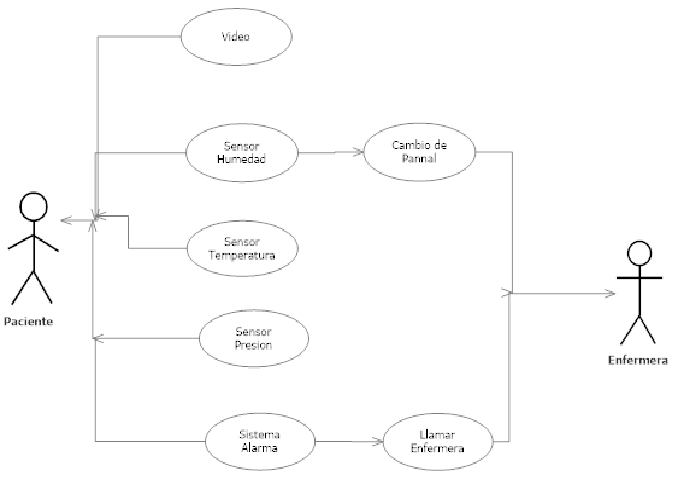 Video
Sensor
Humedad
Cambio de
Pannal
Sensor
Temperatura
Paciente
Sensor
Presion
Enfermera
Sistema
Alarma
Llamar
Enfermera